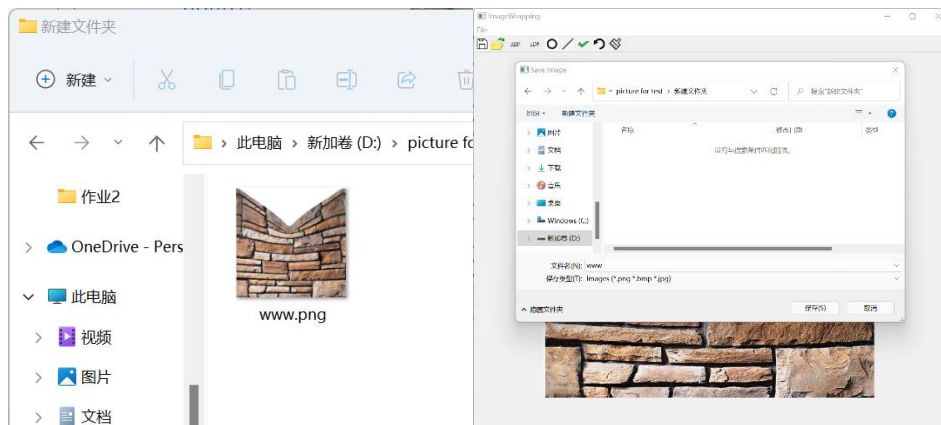 新建文件夹
新建
此电脑 › 新加卷 (D:) › picture fo
作业2
OneDrive - Pers
此电脑
视频
图片
文档
www.png
ImageWrapping
File
Save Image
picture for test › 新建文件夹
搜索"新建文件夹"
组织 新建文件夹
名称 修改日期 类型
没有与搜索条件匹配的项。
图片
文档
下载
音乐
桌面
Windows (C:)
新加卷 (D:)
文件名(N): www
保存类型(T): Images (*.png *.bmp *.jpg)
隐藏文件夹
保存(S) 取消